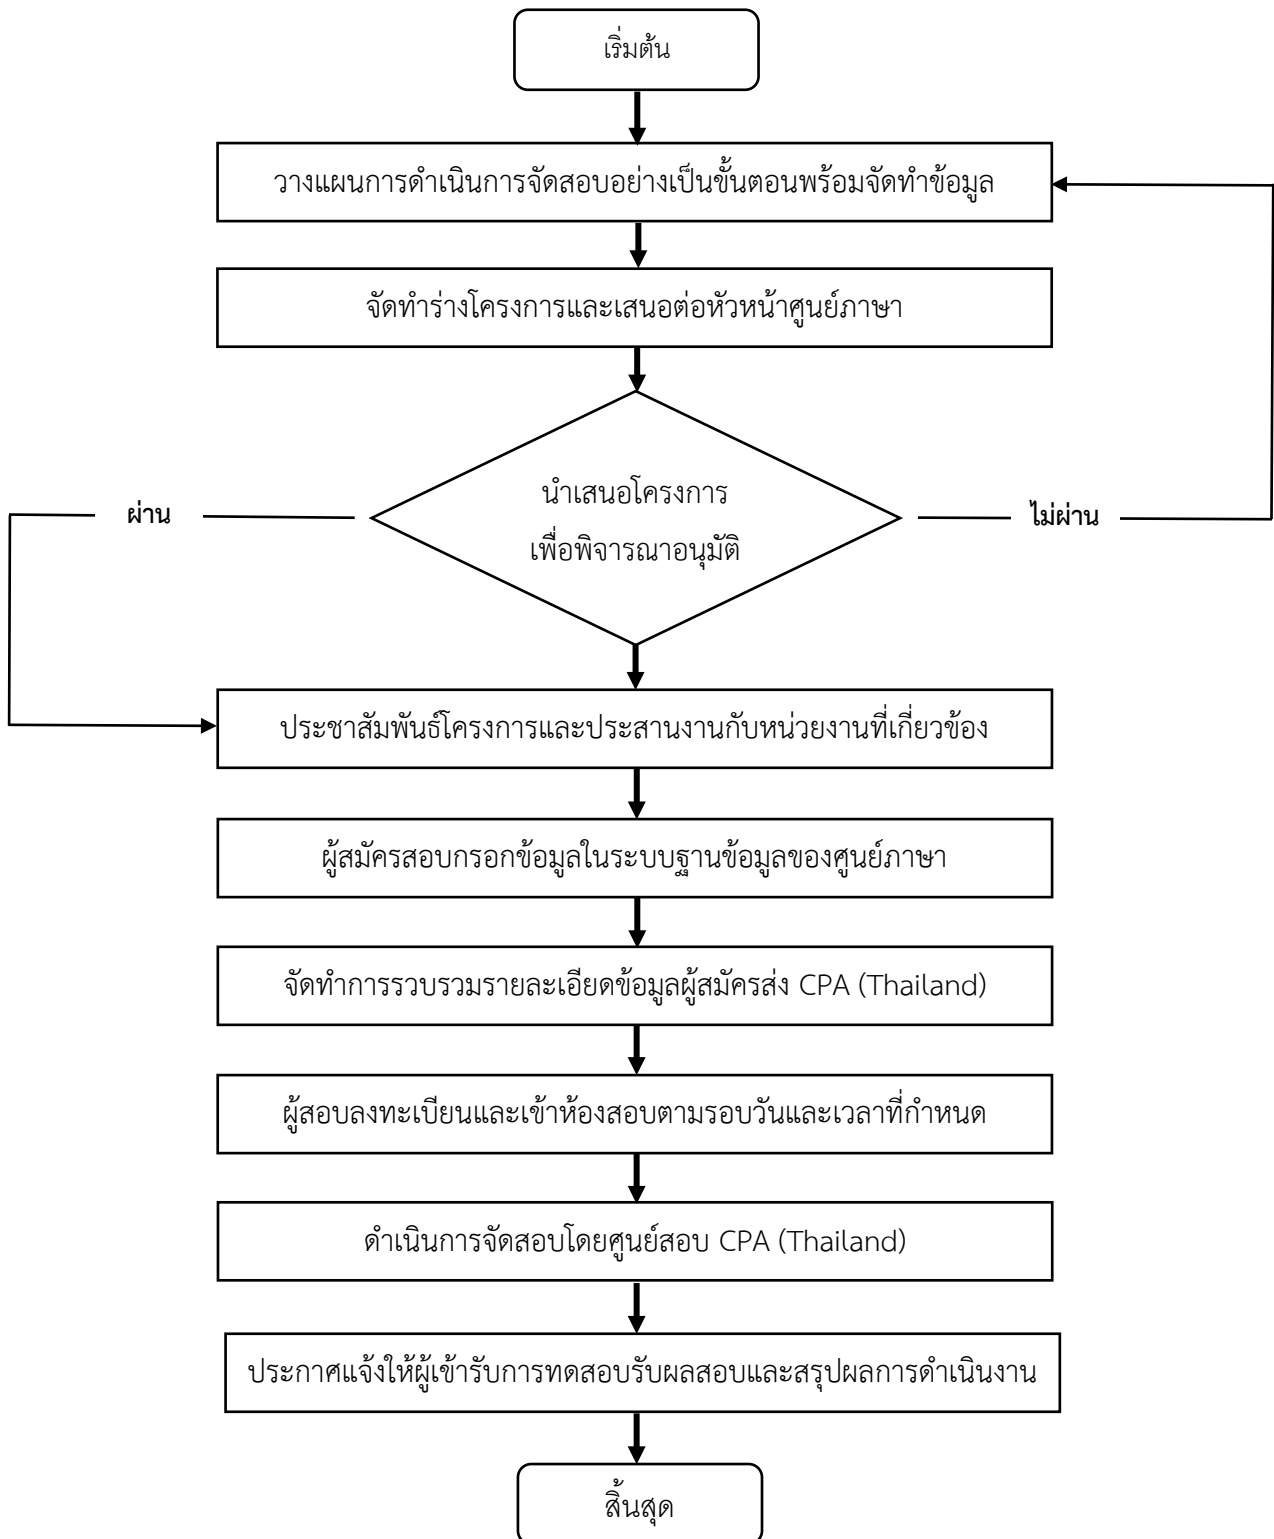 เริ่มต้น
วางแผนการดำเนินการจัดสอบอย่างเป็นขั้นตอนพร้อมจัดทำข้อมูล
จัดทำร่างโครงการและเสนอต่อหัวหน้าศูนย์ภาษา
นำเสนอโครงการ
เพื่อพิจารณาอนุมัติ
ผ่าน
ไม่ผ่าน
ประชาสัมพันธ์โครงการและประสานงานกับหน่วยงานที่เกี่ยวข้อง
ผู้สมัครสอบกรอกข้อมูลในระบบฐานข้อมูลของศูนย์ภาษา
จัดทำการรวบรวมรายละเอียดข้อมูลผู้สมัครส่ง CPA (Thailand)
ผู้สอบลงทะเบียนและเข้าห้องสอบตามรอบวันและเวลาที่กำหนด
ดำเนินการจัดสอบโดยศูนย์สอบ CPA (Thailand)
ประกาศแจ้งให้ผู้เข้ารับการทดสอบรับผลสอบและสรุปผลการดำเนินงาน
สิ้นสุด